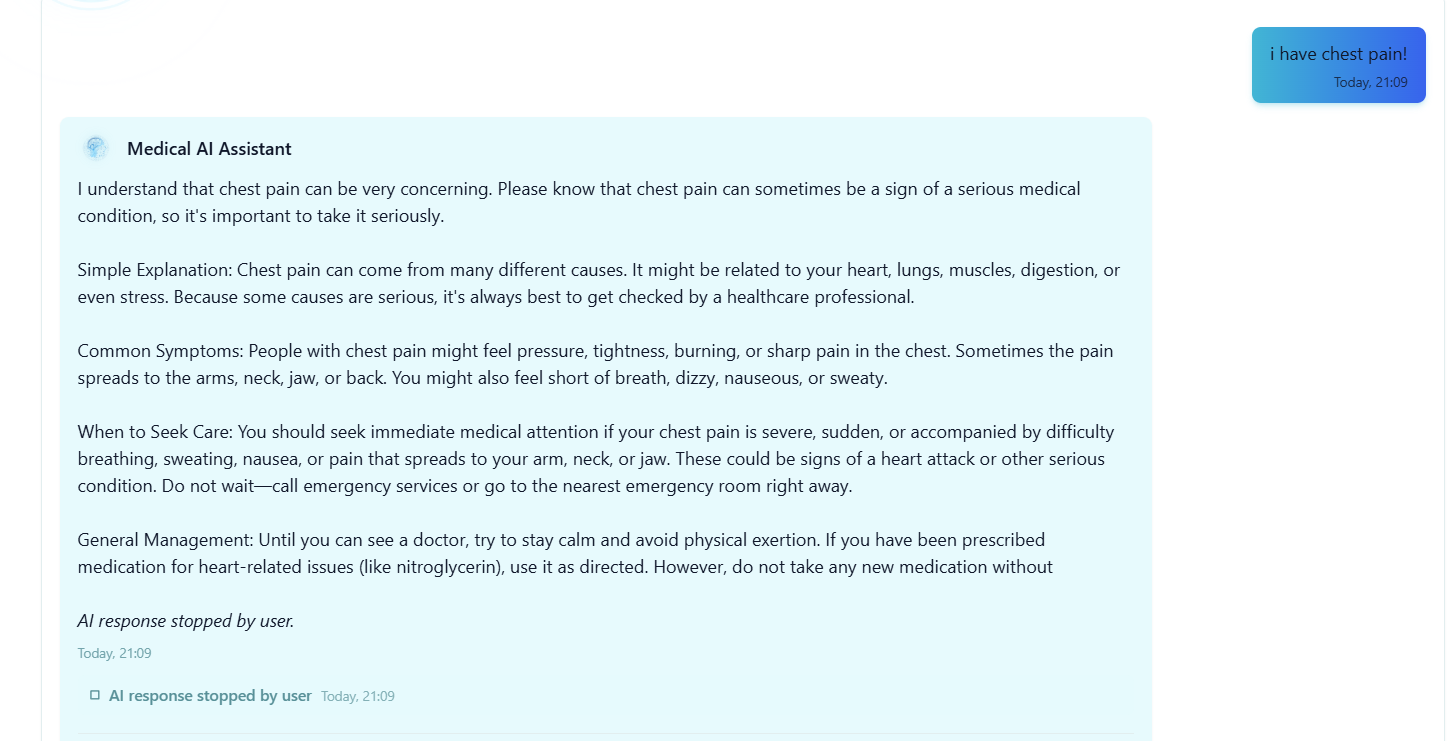 i have chest pain!
Today, 21:09
Medical AI Assistant
I understand that chest pain can be very concerning. Please know that chest pain can sometimes be a sign of a serious medical
condition, so it's important to take it seriously.
Simple Explanation: Chest pain can come from many different causes. It might be related to your heart, lungs, muscles, digestion, or
even stress. Because some causes are serious, it's always best to get checked by a healthcare professional.
Common Symptoms: People with chest pain might feel pressure, tightness, burning, or sharp pain in the chest. Sometimes the pain
spreads to the arms, neck, jaw, or back. You might also feel short of breath, dizzy, nauseous, or sweaty.
When to Seek Care: You should seek immediate medical attention if your chest pain is severe, sudden, or accompanied by difficulty
breathing, sweating, nausea, or pain that spreads to your arm, neck, or jaw. These could be signs of a heart attack or other serious
condition. Do not wait—call emergency services or go to the nearest emergency room right away.
General Management: Until you can see a doctor, try to stay calm and avoid physical exertion. If you have been prescribed
medication for heart-related issues (like nitroglycerin), use it as directed. However, do not take any new medication without
AI response stopped by user.
Today, 21:09
AI response stopped by user Today, 21:09